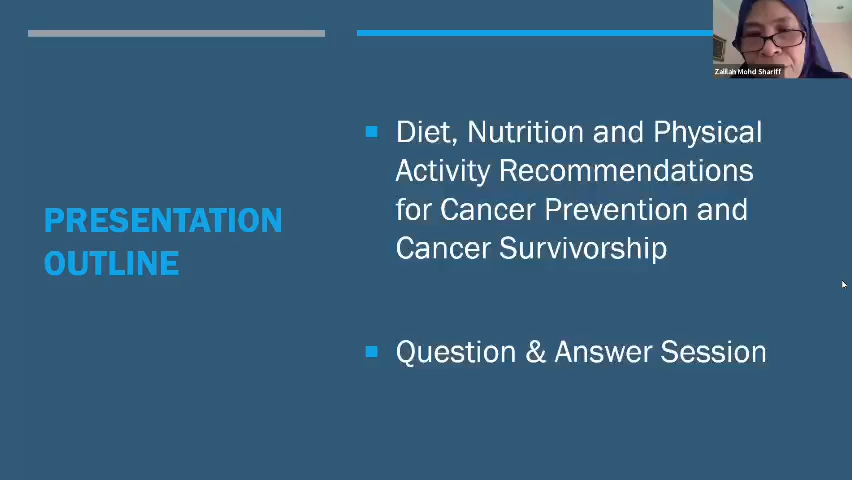 Zalilah Mohd Shariff
PRESENTATION
OUTLINE
Diet, Nutrition and Physical
Activity Recommendations
for Cancer Prevention and
Cancer Survivorship
Question & Answer Session